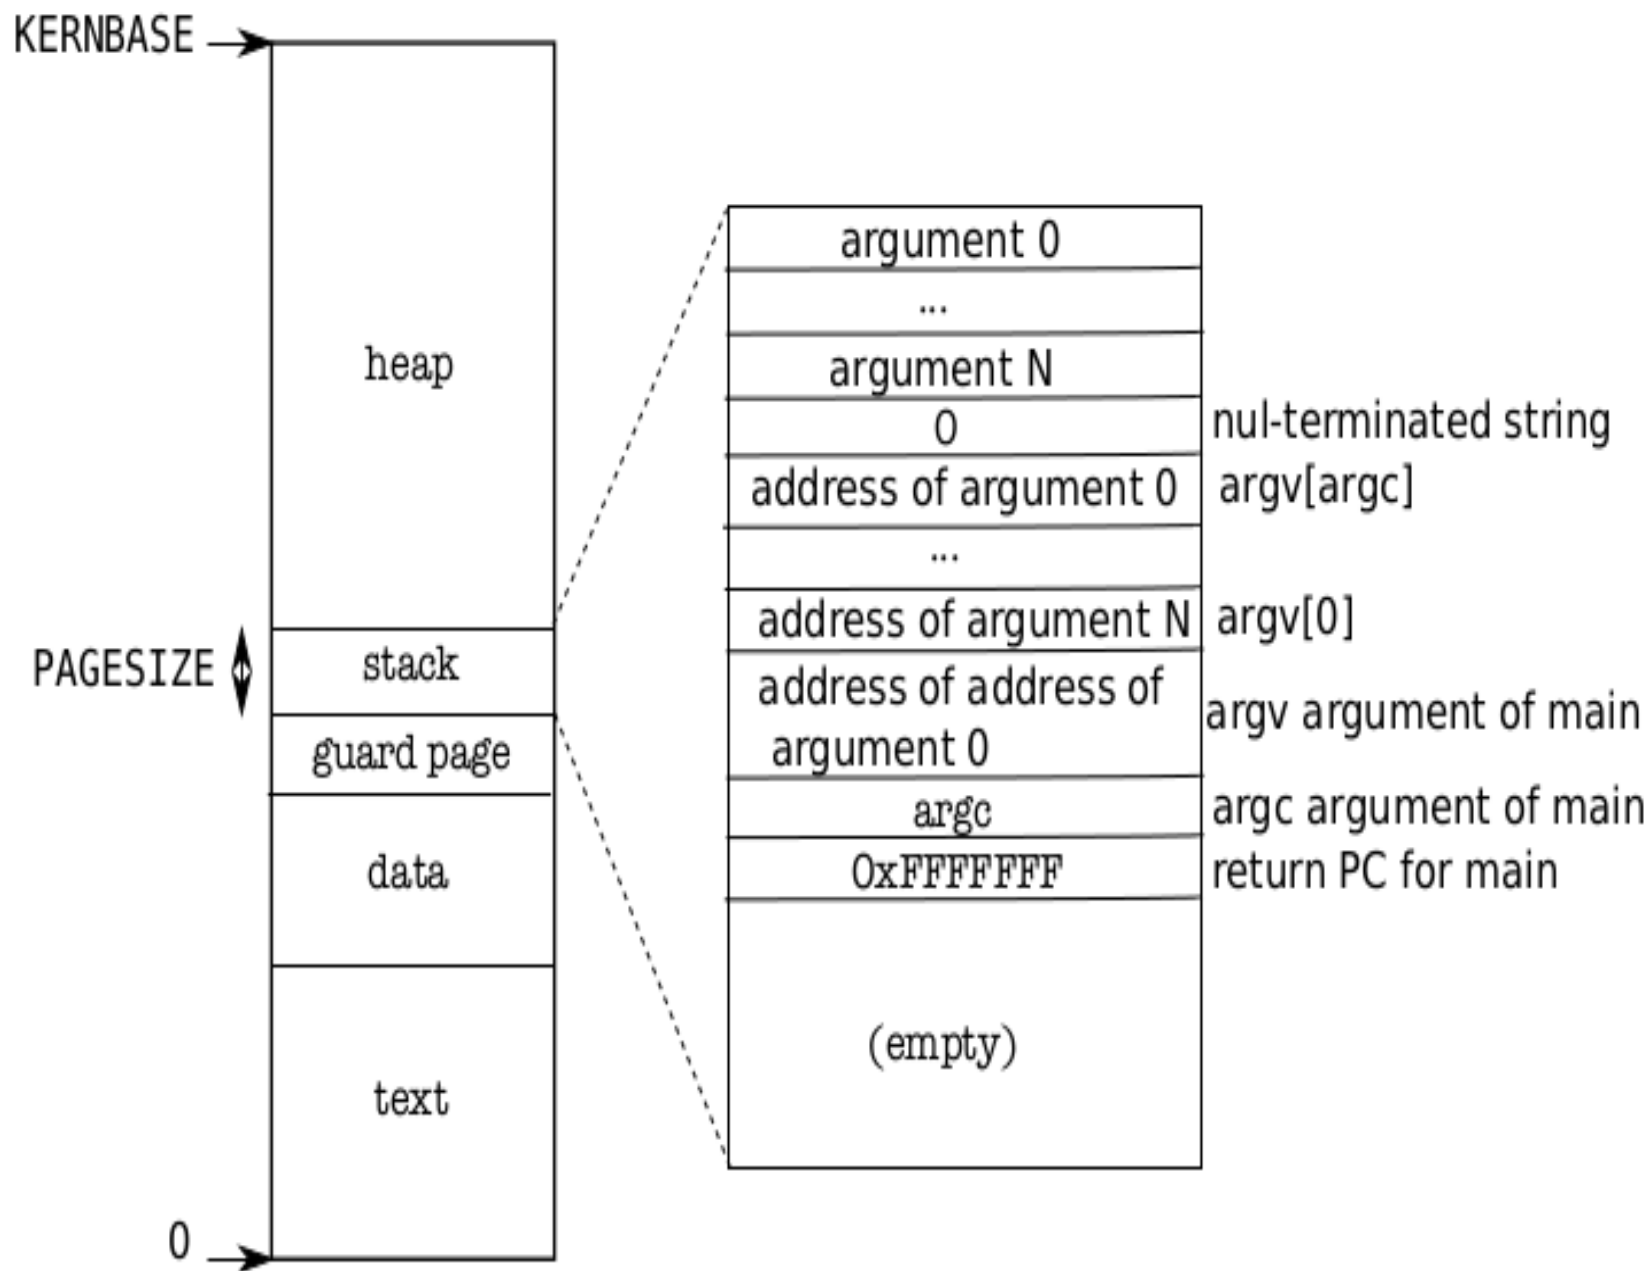 KERNBASE
heap
PAGESIZE
stack
guard page
data
text
0
argument 0
...
argument N
0
nul-terminated string
address of argument 0
argv[argc]
...
address of argument N
argv[0]
address of address of
argument 0
argv argument of main
argc
argc argument of main
0xFFFFFFF
return PC for main
(empty)